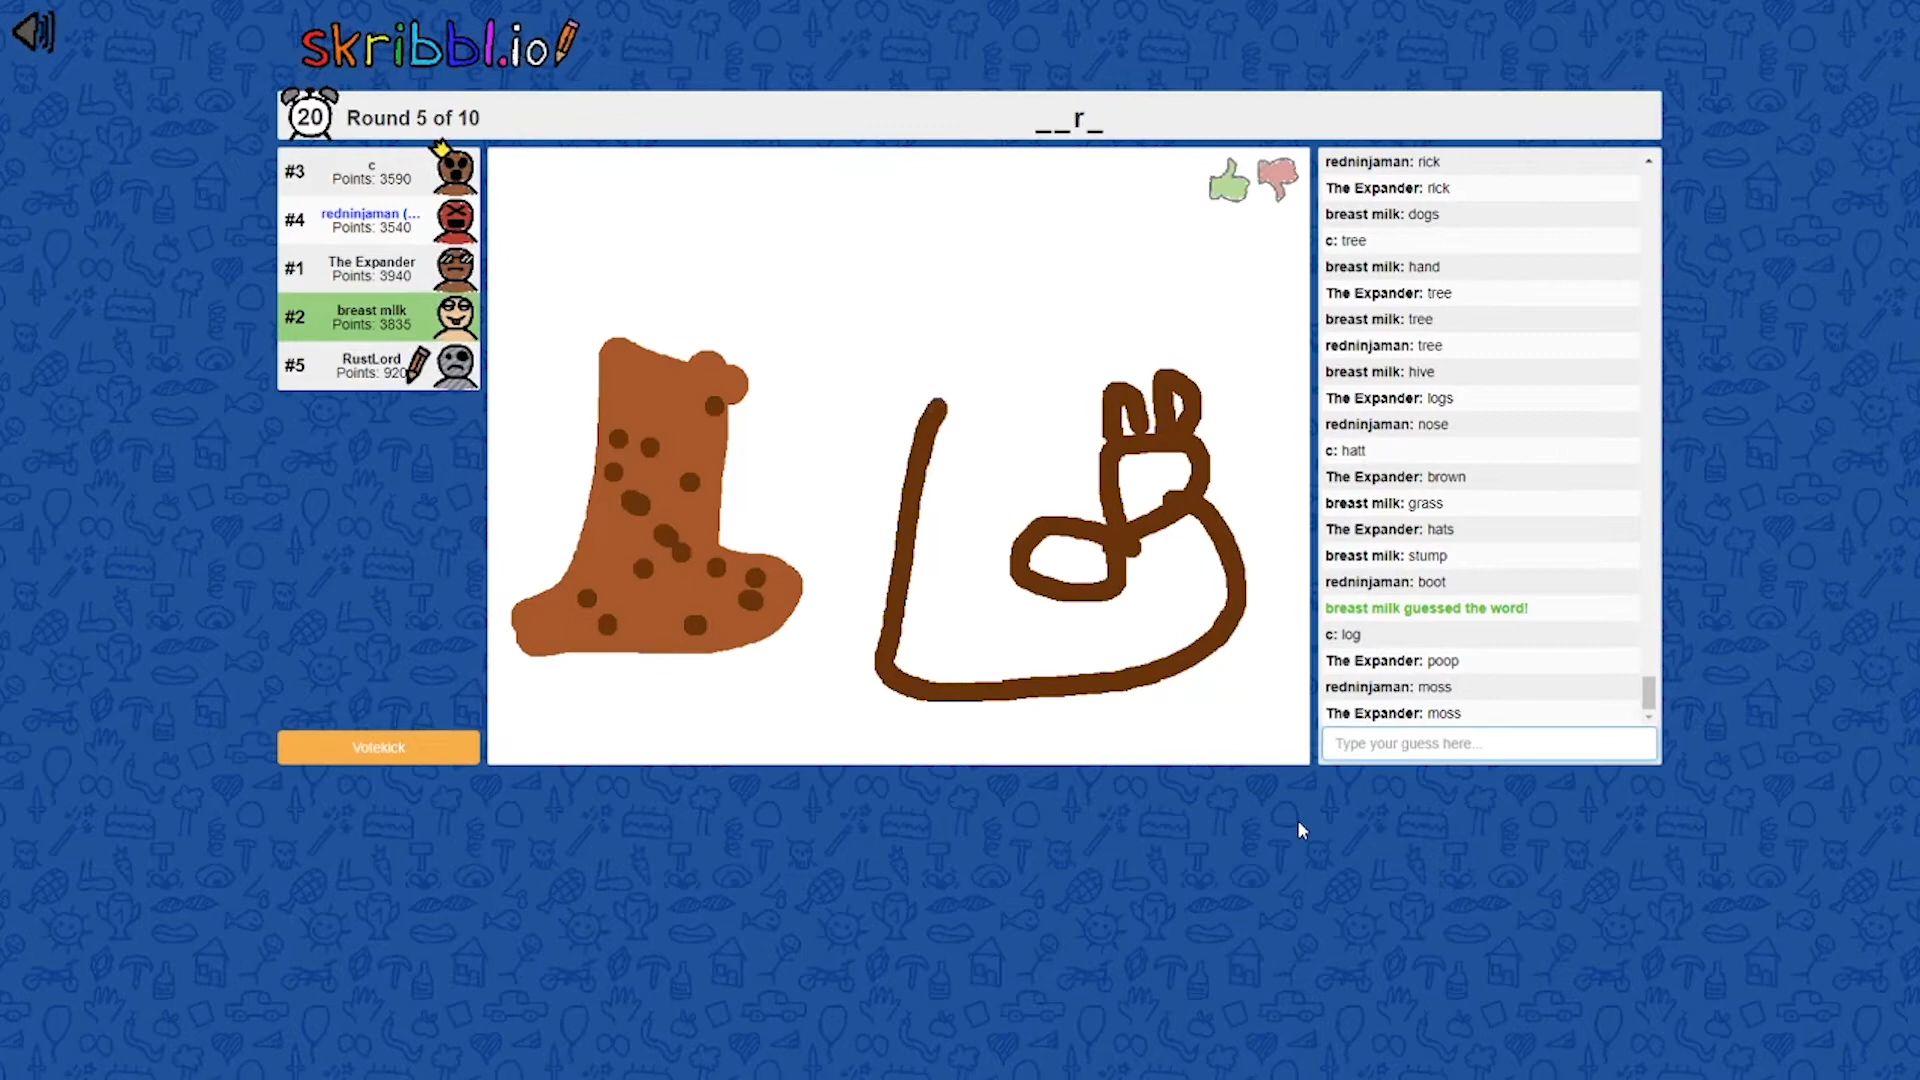 skribbl.io
20
Round 5 of 10
__r_
#3
c
Points: 3590
#4
redninjaman (...
Points: 3540
#1
The Expander
Points: 3940
#2
breast milk
Points: 3835
#5
RustLord
Points: 920
Votekick
redninjaman: rick
The Expander: rick
breast milk: dogs
c: tree
breast milk: hand
The Expander: tree
breast milk: tree
redninjaman: tree
breast milk: hive
The Expander: logs
redninjaman: nose
c: hatt
The Expander: brown
breast milk: grass
The Expander: hats
breast milk: stump
redninjaman: boot
breast milk guessed the word!
c: log
The Expander: poop
redninjaman: moss
The Expander: moss
Type your guess here...